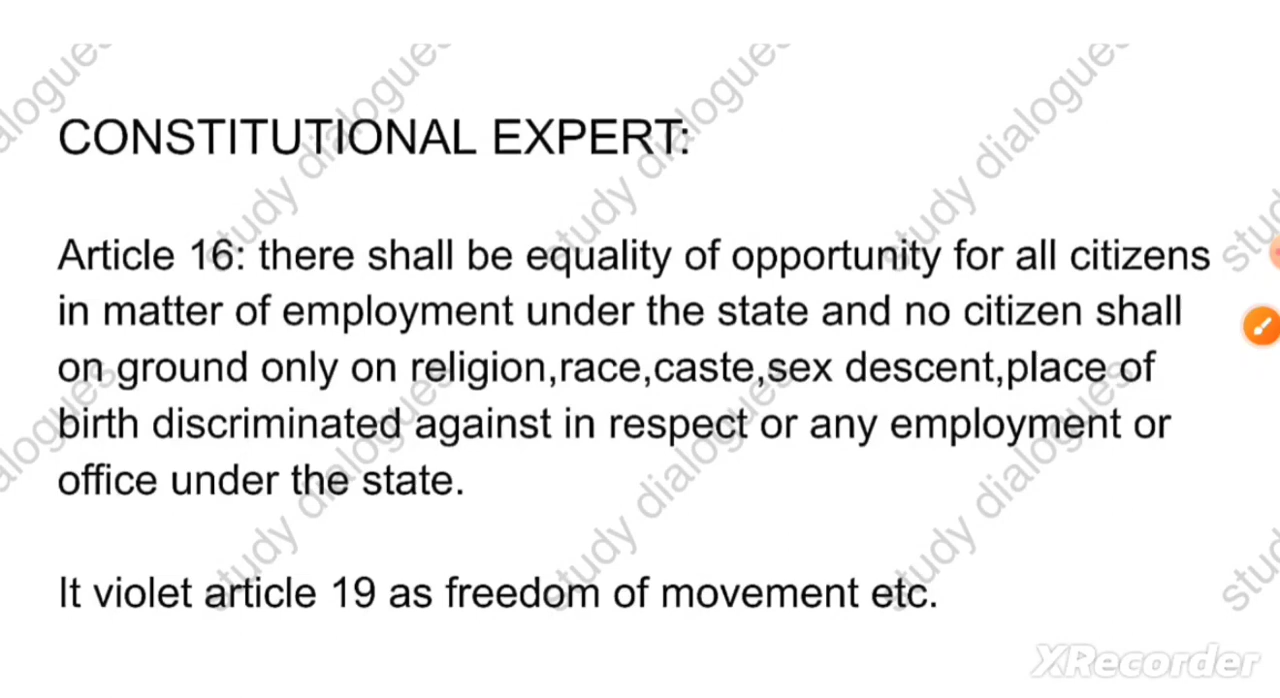 CONSTITUTIONAL EXPERT:
Article 16: there shall be equality of opportunity for all citizens
in matter of employment under the state and no citizen shall
on ground only on religion,race,caste,sex descent,place of
birth discriminated against in respect or any employment or
office under the state.
It violet article 19 as freedom of movement etc.
study dialogues
XRecorder